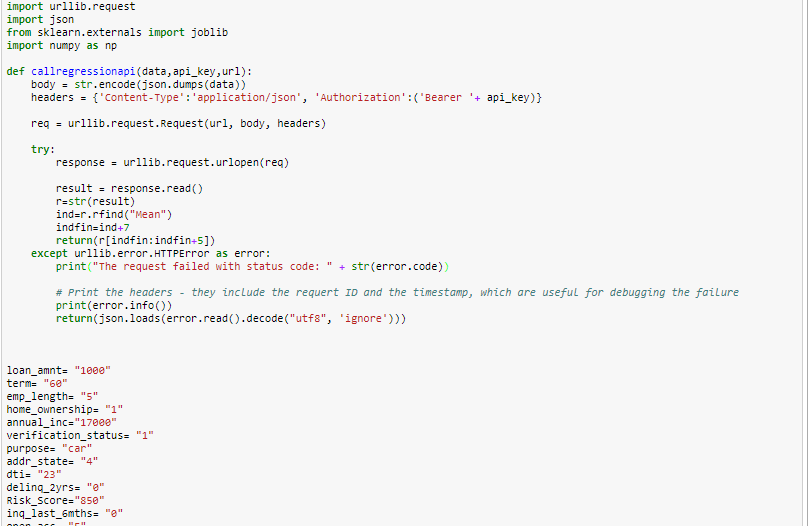 import urllib.request
import json
from sklearn.externals import joblib
import numpy as np
def callregressionapi(data,api_key,url):
body = str.encode(json.dumps(data))
headers = {'Content-Type':'application/json', 'Authorization':('Bearer '+ api_key)}
req = urllib.request.Request(url, body, headers)
try:
response = urllib.request.urlopen(req)
result = response.read()
r=str(result)
ind=r.rfind("Mean")
indfin=ind+7
return(r[indfin:indfin+5])
except urllib.error.HTTPError as error:
print("The request failed with status code: " + str(error.code))
# Print the headers - they include the requert ID and the timestamp, which are useful for debugging the failure
print(error.info())
return(json.loads(error.read().decode("utf8", 'ignore')))
loan_amnt= "1000"
term= "60"
emp_length= "5"
home_ownership= "1"
annual_inc="17000"
verification_status= "1"
purpose= "car"
addr_state= "4"
dti= "23"
delinq_2yrs= "0"
Risk_Score="850"
inq_last_6mths= "0"